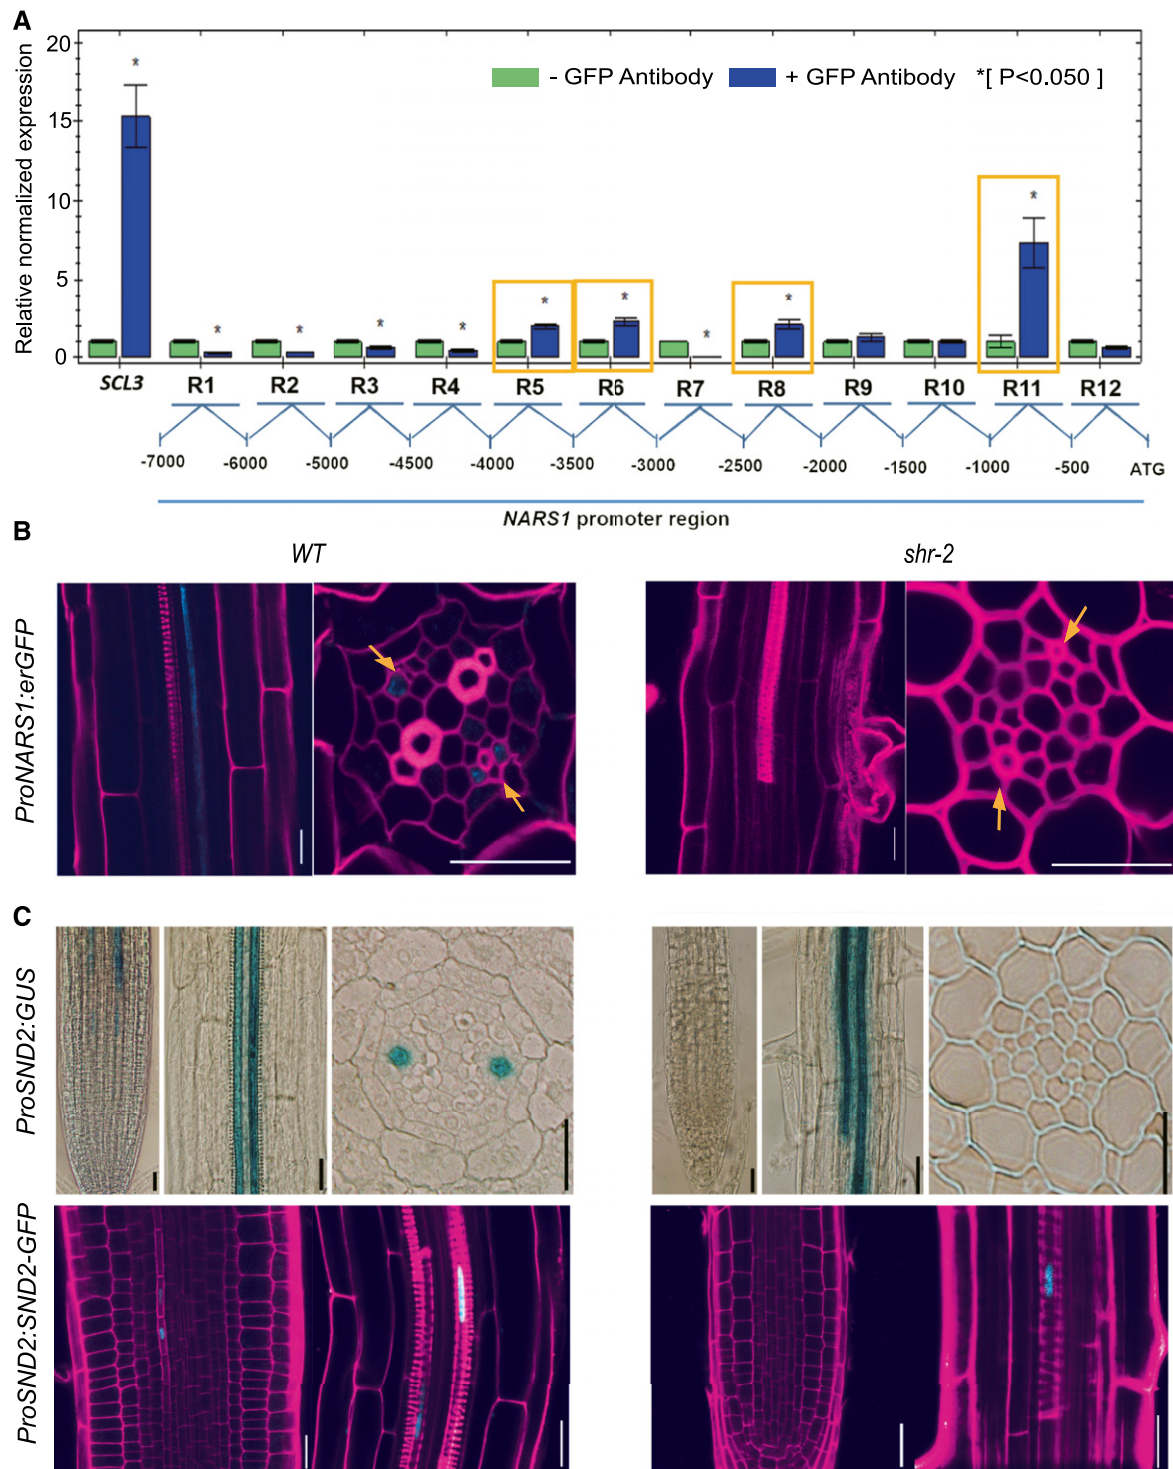 A
Relative normalized expression
20
15
10
5
0
- GFP Antibody + GFP Antibody *[ P<0.050 ]
* * * * * * * * * *
SCL3 R1 R2 R3 R4 R5 R6 R7 R8 R9 R10 R11 R12
-7000 -6000 -5000 -4500 -4000 -3500 -3000 -2500 -2000 -1500 -1000 -500 ATG
NARS1 promoter region
B
WT shr-2
ProNARS1:erGFP
C
ProSND2:GUS
ProSND2:SND2-GFP